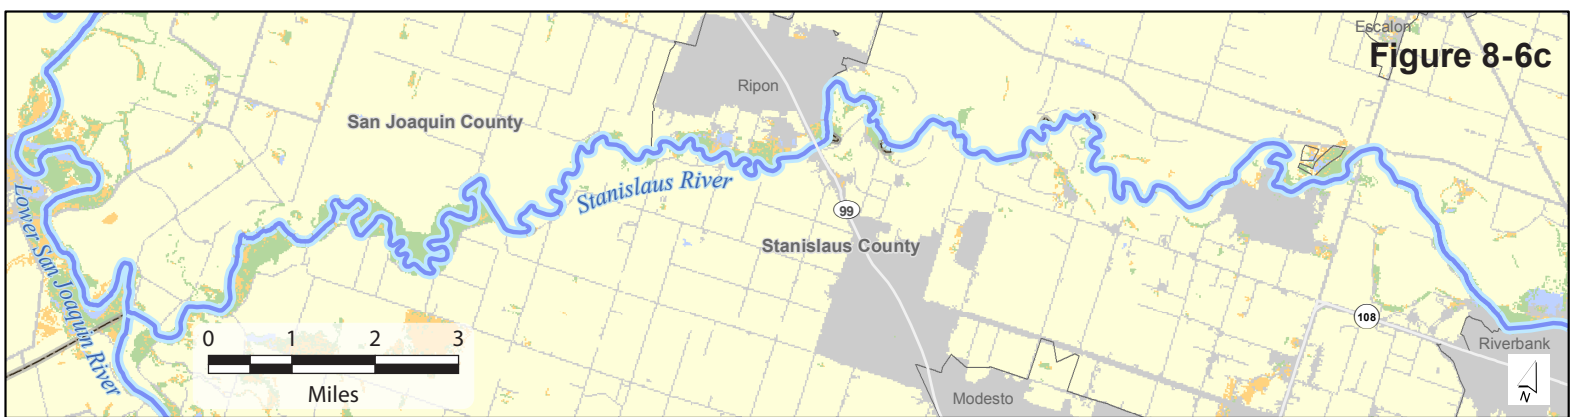 Escalon
Figure 8-6c
Ripon
San Joaquin County
Stanislaus River
Lower San Joaquin River
99
Stanislaus County
108
0 1 2 3
Miles
Riverbank
Modesto
N